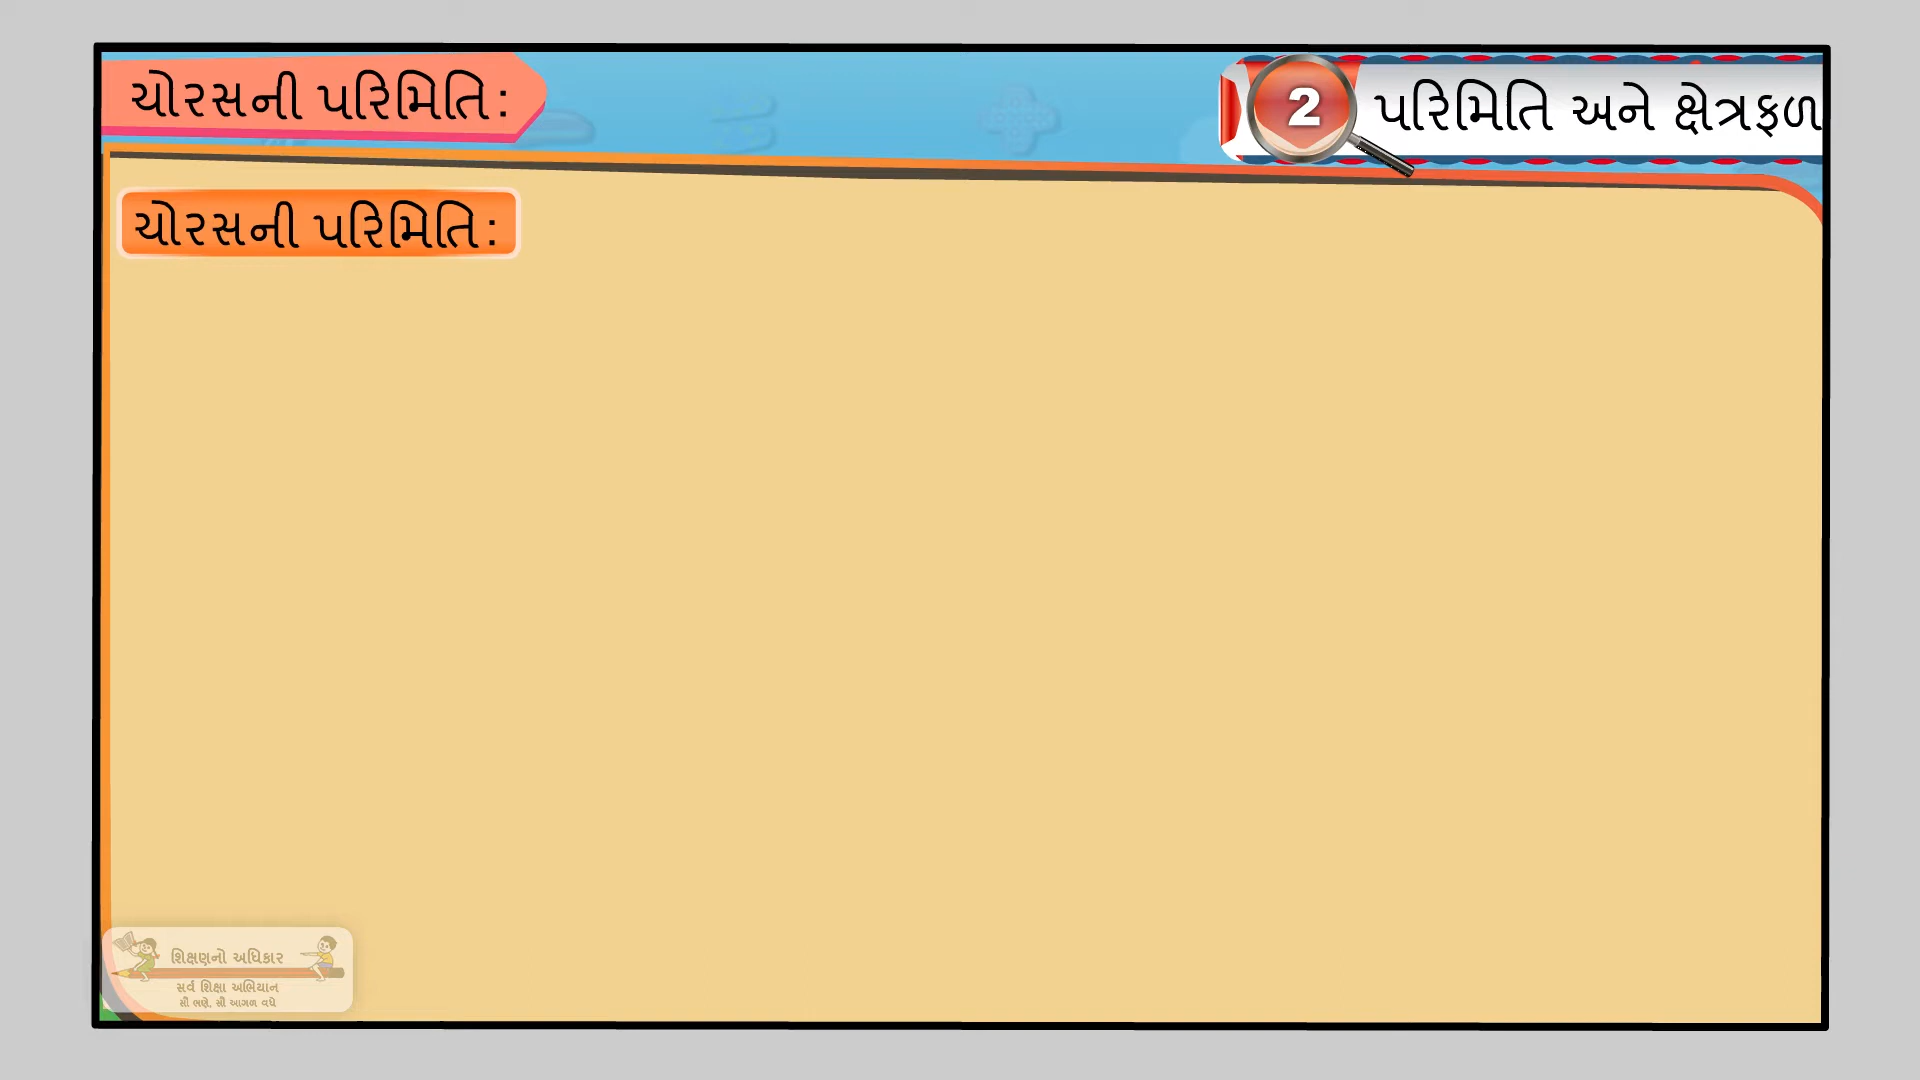 ચોરસની પરિમિતિ:
2 પરિમિતિ અને ક્ષેત્રફળ
ચોરસની પરિમિતિ:
શિક્ષણનો અધિકાર
સર્વ શિક્ષા અભિયાન
સૌ ભણે, સૌ આગળ વધે